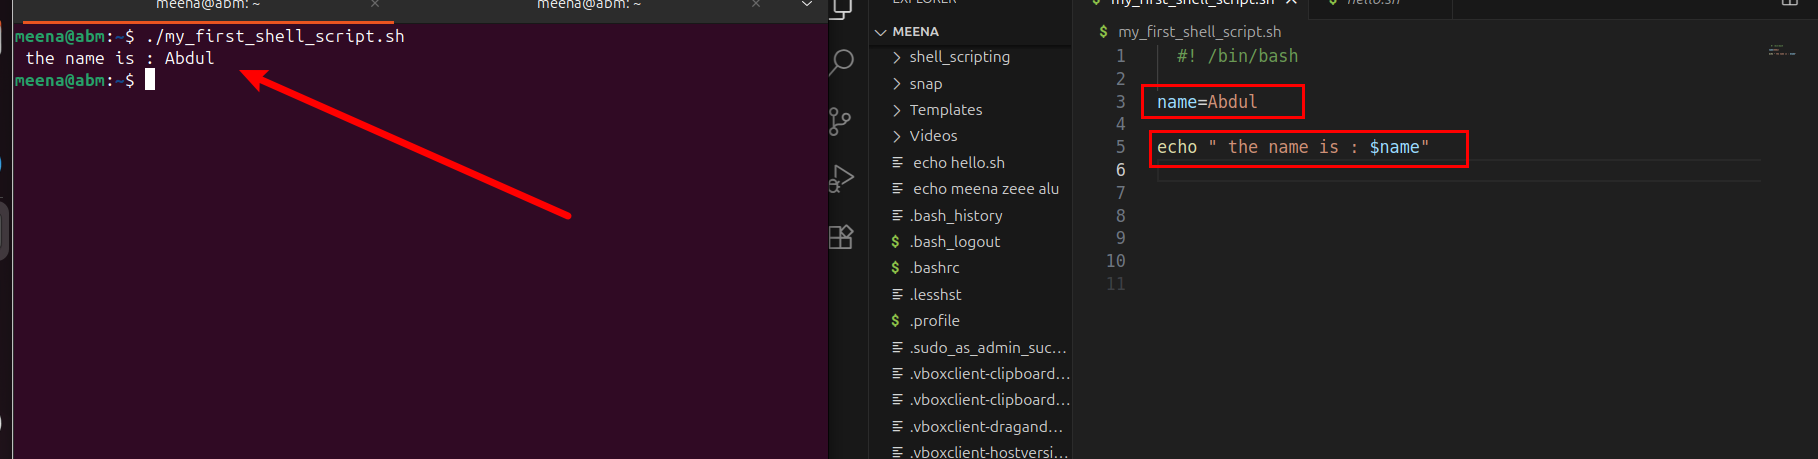 meena@abm: ~
meena@abm: ~
meena@abm:~$ ./my_first_shell_script.sh
 the name is : Abdul
meena@abm:~$
EXPLORER
MEENA
shell_scripting
snap
Templates
Videos
echo hello.sh
echo meena zeee alu
.bash_history
$ .bash_logout
$ .bashrc
.lesshst
$ .profile
.sudo_as_admin_suc...
.vboxclient-clipboard...
.vboxclient-clipboard...
.vboxclient-dragand...
.vboxclient-hostversi...
$ my_first_shell_script.sh
$ hello.sh
$ my_first_shell_script.sh
1 #! /bin/bash
2
3 name=Abdul
4
5 echo " the name is : $name"
6
7
8
9
10
11